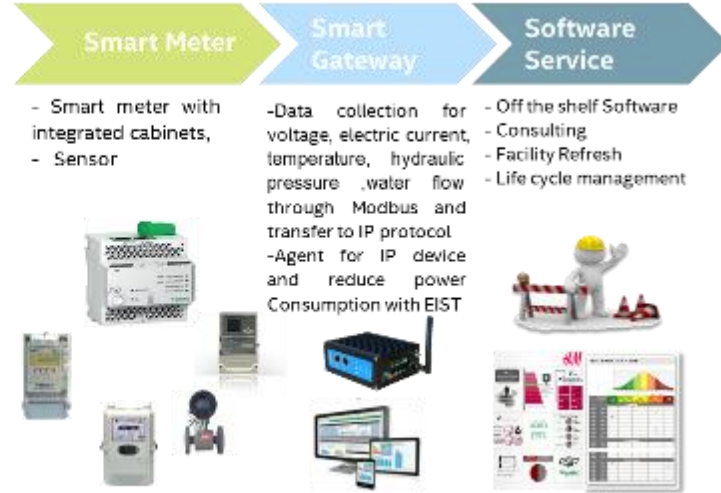 Smart Meter
- Smart meter with
integrated cabinets,
- Sensor
Smart
Gateway
-Data collection for
voltage, electric current,
temperature, hydraulic
pressure ,water flow
through Modbus and
transfer to IP protocol
-Agent for IP device
and reduce power
Consumption with EIST
Software
Service
- Off the shelf Software
- Consulting
- Facility Refresh
- Life cycle management